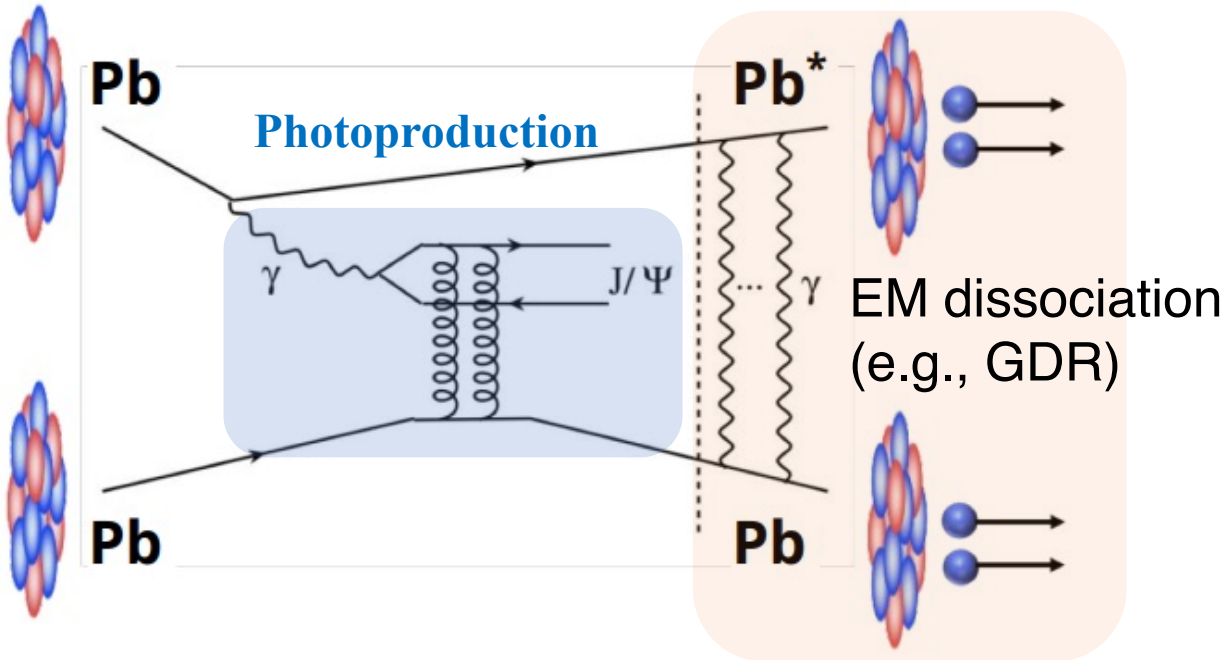 Pb
Pb*
Photoproduction
γ
J/Ψ
...
γ
EM dissociation
(e.g., GDR)
Pb
Pb